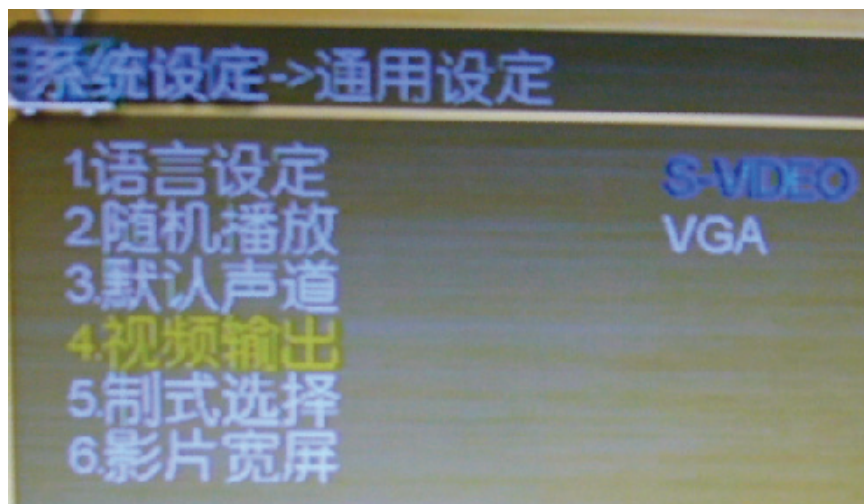 系统设定->通用设定
1.语言设定
2.随机播放
3.默认声道
4.视频输出
5.制式选择
6.影片宽屏
S-VIDEO
VGA